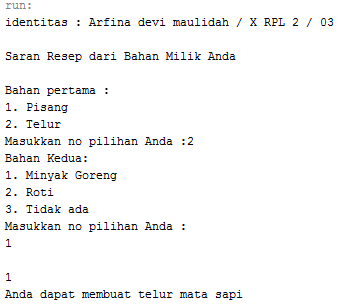 run:
identitas : Arfina devi maulidah / X RPL 2 / 03
Saran Resep dari Bahan Milik Anda
Bahan pertama :
1. Pisang
2. Telur
Masukkan no pilihan Anda :2
Bahan Kedua:
1. Minyak Goreng
2. Roti
3. Tidak ada
Masukkan no pilihan Anda :
1
1
Anda dapat membuat telur mata sapi